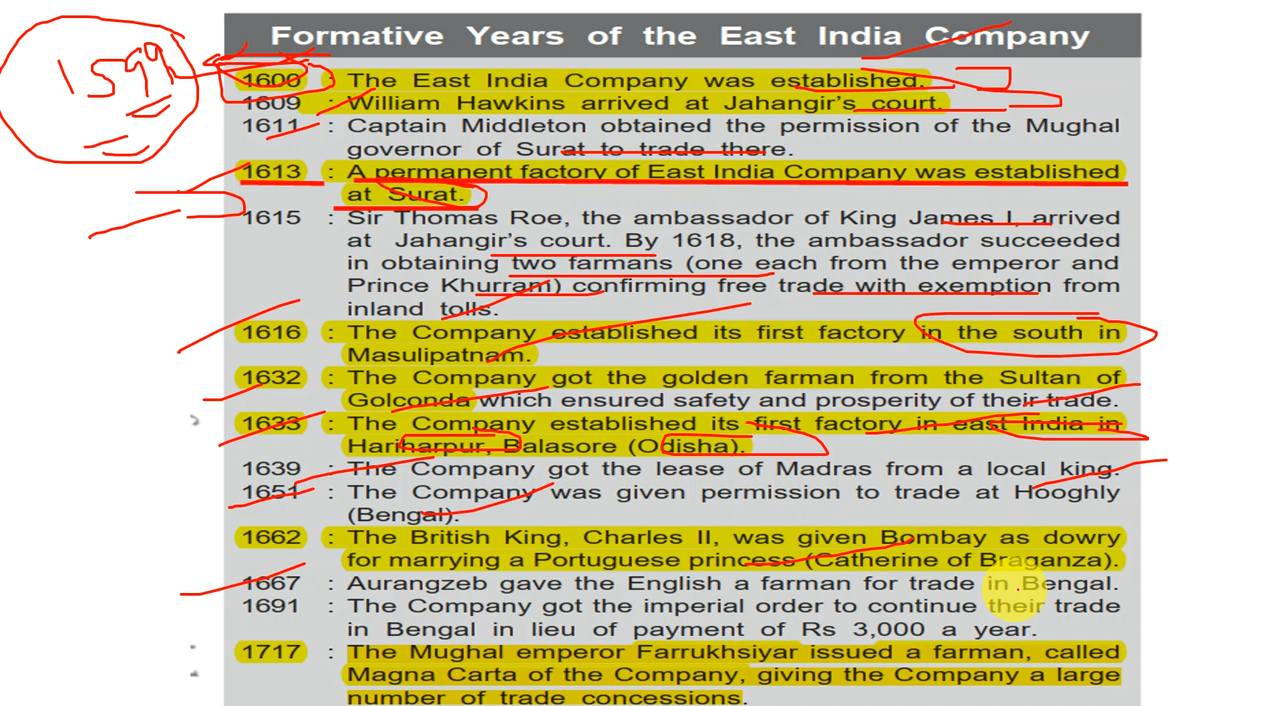 Formative Years of the East India Company
1599
1600 : The East India Company was established.
1609 : William Hawkins arrived at Jahangir's court.
1611 : Captain Middleton obtained the permission of the Mughal
governor of Surat to trade there.
1613 : A permanent factory of East India Company was established
at Surat.
1615 : Sir Thomas Roe, the ambassador of King James I, arrived
at Jahangir's court. By 1618, the ambassador succeeded
in obtaining two farmans (one each from the emperor and
Prince Khurram) confirming free trade with exemption from
inland tolls.
1616 : The Company established its first factory in the south in
Masulipatnam.
1632 : The Company got the golden farman from the Sultan of
Golconda which ensured safety and prosperity of their trade.
1633 : The Company established its first factory in east India in
Hariharpur, Balasore (Odisha).
1639 : The Company got the lease of Madras from a local king.
1651 : The Company was given permission to trade at Hooghly
(Bengal).
1662 : The British King, Charles II, was given Bombay as dowry
for marrying a Portuguese princess (Catherine of Braganza).
1667 : Aurangzeb gave the English a farman for trade in Bengal.
1691 : The Company got the imperial order to continue their trade
in Bengal in lieu of payment of Rs 3,000 a year.
1717 : The Mughal emperor Farrukhsiyar issued a farman, called
Magna Carta of the Company, giving the Company a large
number of trade concessions.